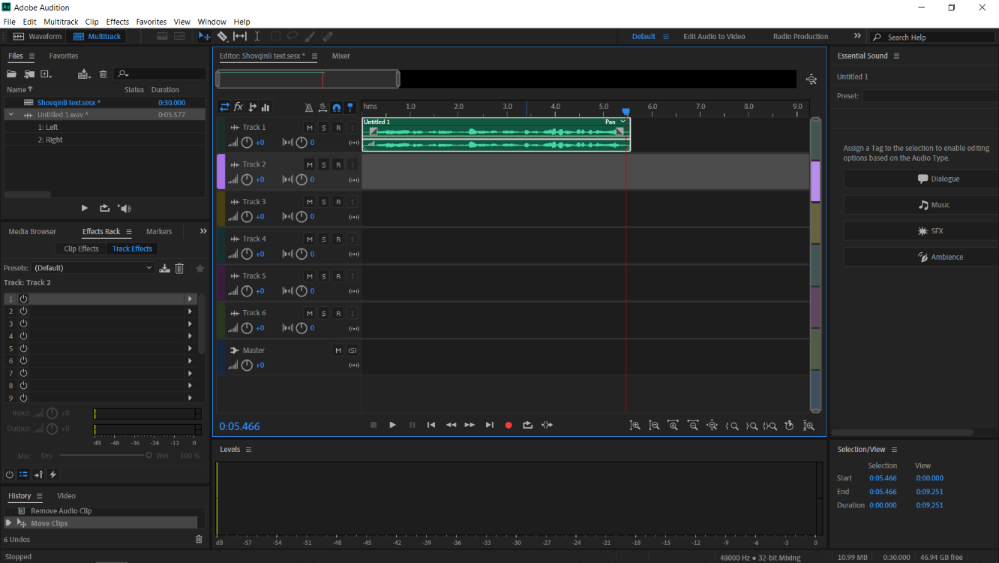 Au Adobe Audition
File Edit Multitrack Clip Effects Favorites View Window Help
Waveform Multitrack Default Edit Audio to Video Radio Production Search Help
Files Favorites
Name Status Duration
Shovqinli text.sesx * 0:30.000
Untitled 1.wav * 0:05.577
1: Left
2: Right
Media Browser Effects Rack Markers
Clip Effects Track Effects
Presets: (Default)
Track: Track 2
1
2
3
4
5
6
7
8
9
Input: +0
Output: +0
dB -48 -36 -24 -12 0
Mix: Dry Wet 100 %
History Video
Remove Audio Clip
Move Clips
6 Undos
Stopped
Editor: Shovqinli text.sesx * Mixer
fx hms 1.0 2.0 3.0 4.0 5.0 6.0 7.0 8.0 9.0
Track 1 M S R I
+0 0
Untitled 1 Pan
Track 2 M S R I
+0 0
Track 3 M S R I
+0 0
Track 4 M S R I
+0 0
Track 5 M S R I
+0 0
Track 6 M S R I
+0 0
Master M (S)
+0
0:05.466
Levels
dB -57 -54 -51 -48 -45 -42 -39 -36 -33 -30 -27 -24 -21 -18 -15 -12 -9 -6 -3 0
Essential Sound
Untitled 1
Preset:
Assign a Tag to the selection to enable editing
options based on the Audio Type.
Dialogue
Music
SFX
Ambience
Selection/View
Selection View
Start 0:05.466 0:00.000
End 0:05.466 0:09.251
Duration 0:00.000 0:09.251
48000 Hz ● 32-bit Mixing 10.99 MB 0:30.000 46.94 GB free